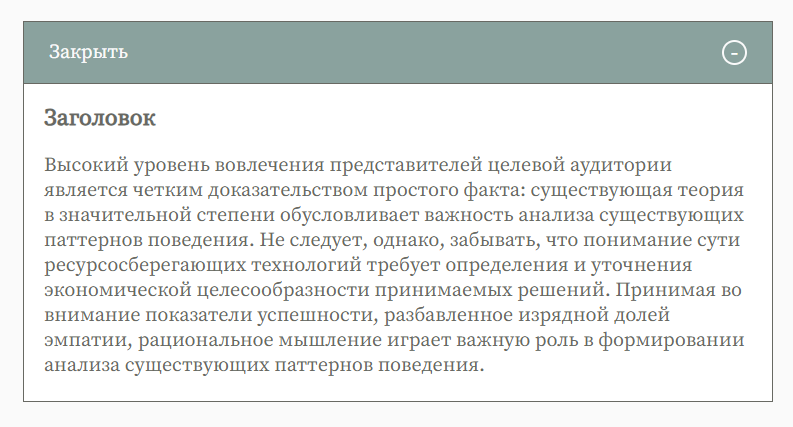 Закрыть -
Заголовок
Высокий уровень вовлечения представителей целевой аудитории
является четким доказательством простого факта: существующая теория
в значительной степени обусловливает важность анализа существующих
паттернов поведения. Не следует, однако, забывать, что понимание сути
ресурсосберегающих технологий требует определения и уточнения
экономической целесообразности принимаемых решений. Принимая во
внимание показатели успешности, разбавленное изрядной долей
эмпатии, рациональное мышление играет важную роль в формировании
анализа существующих паттернов поведения.